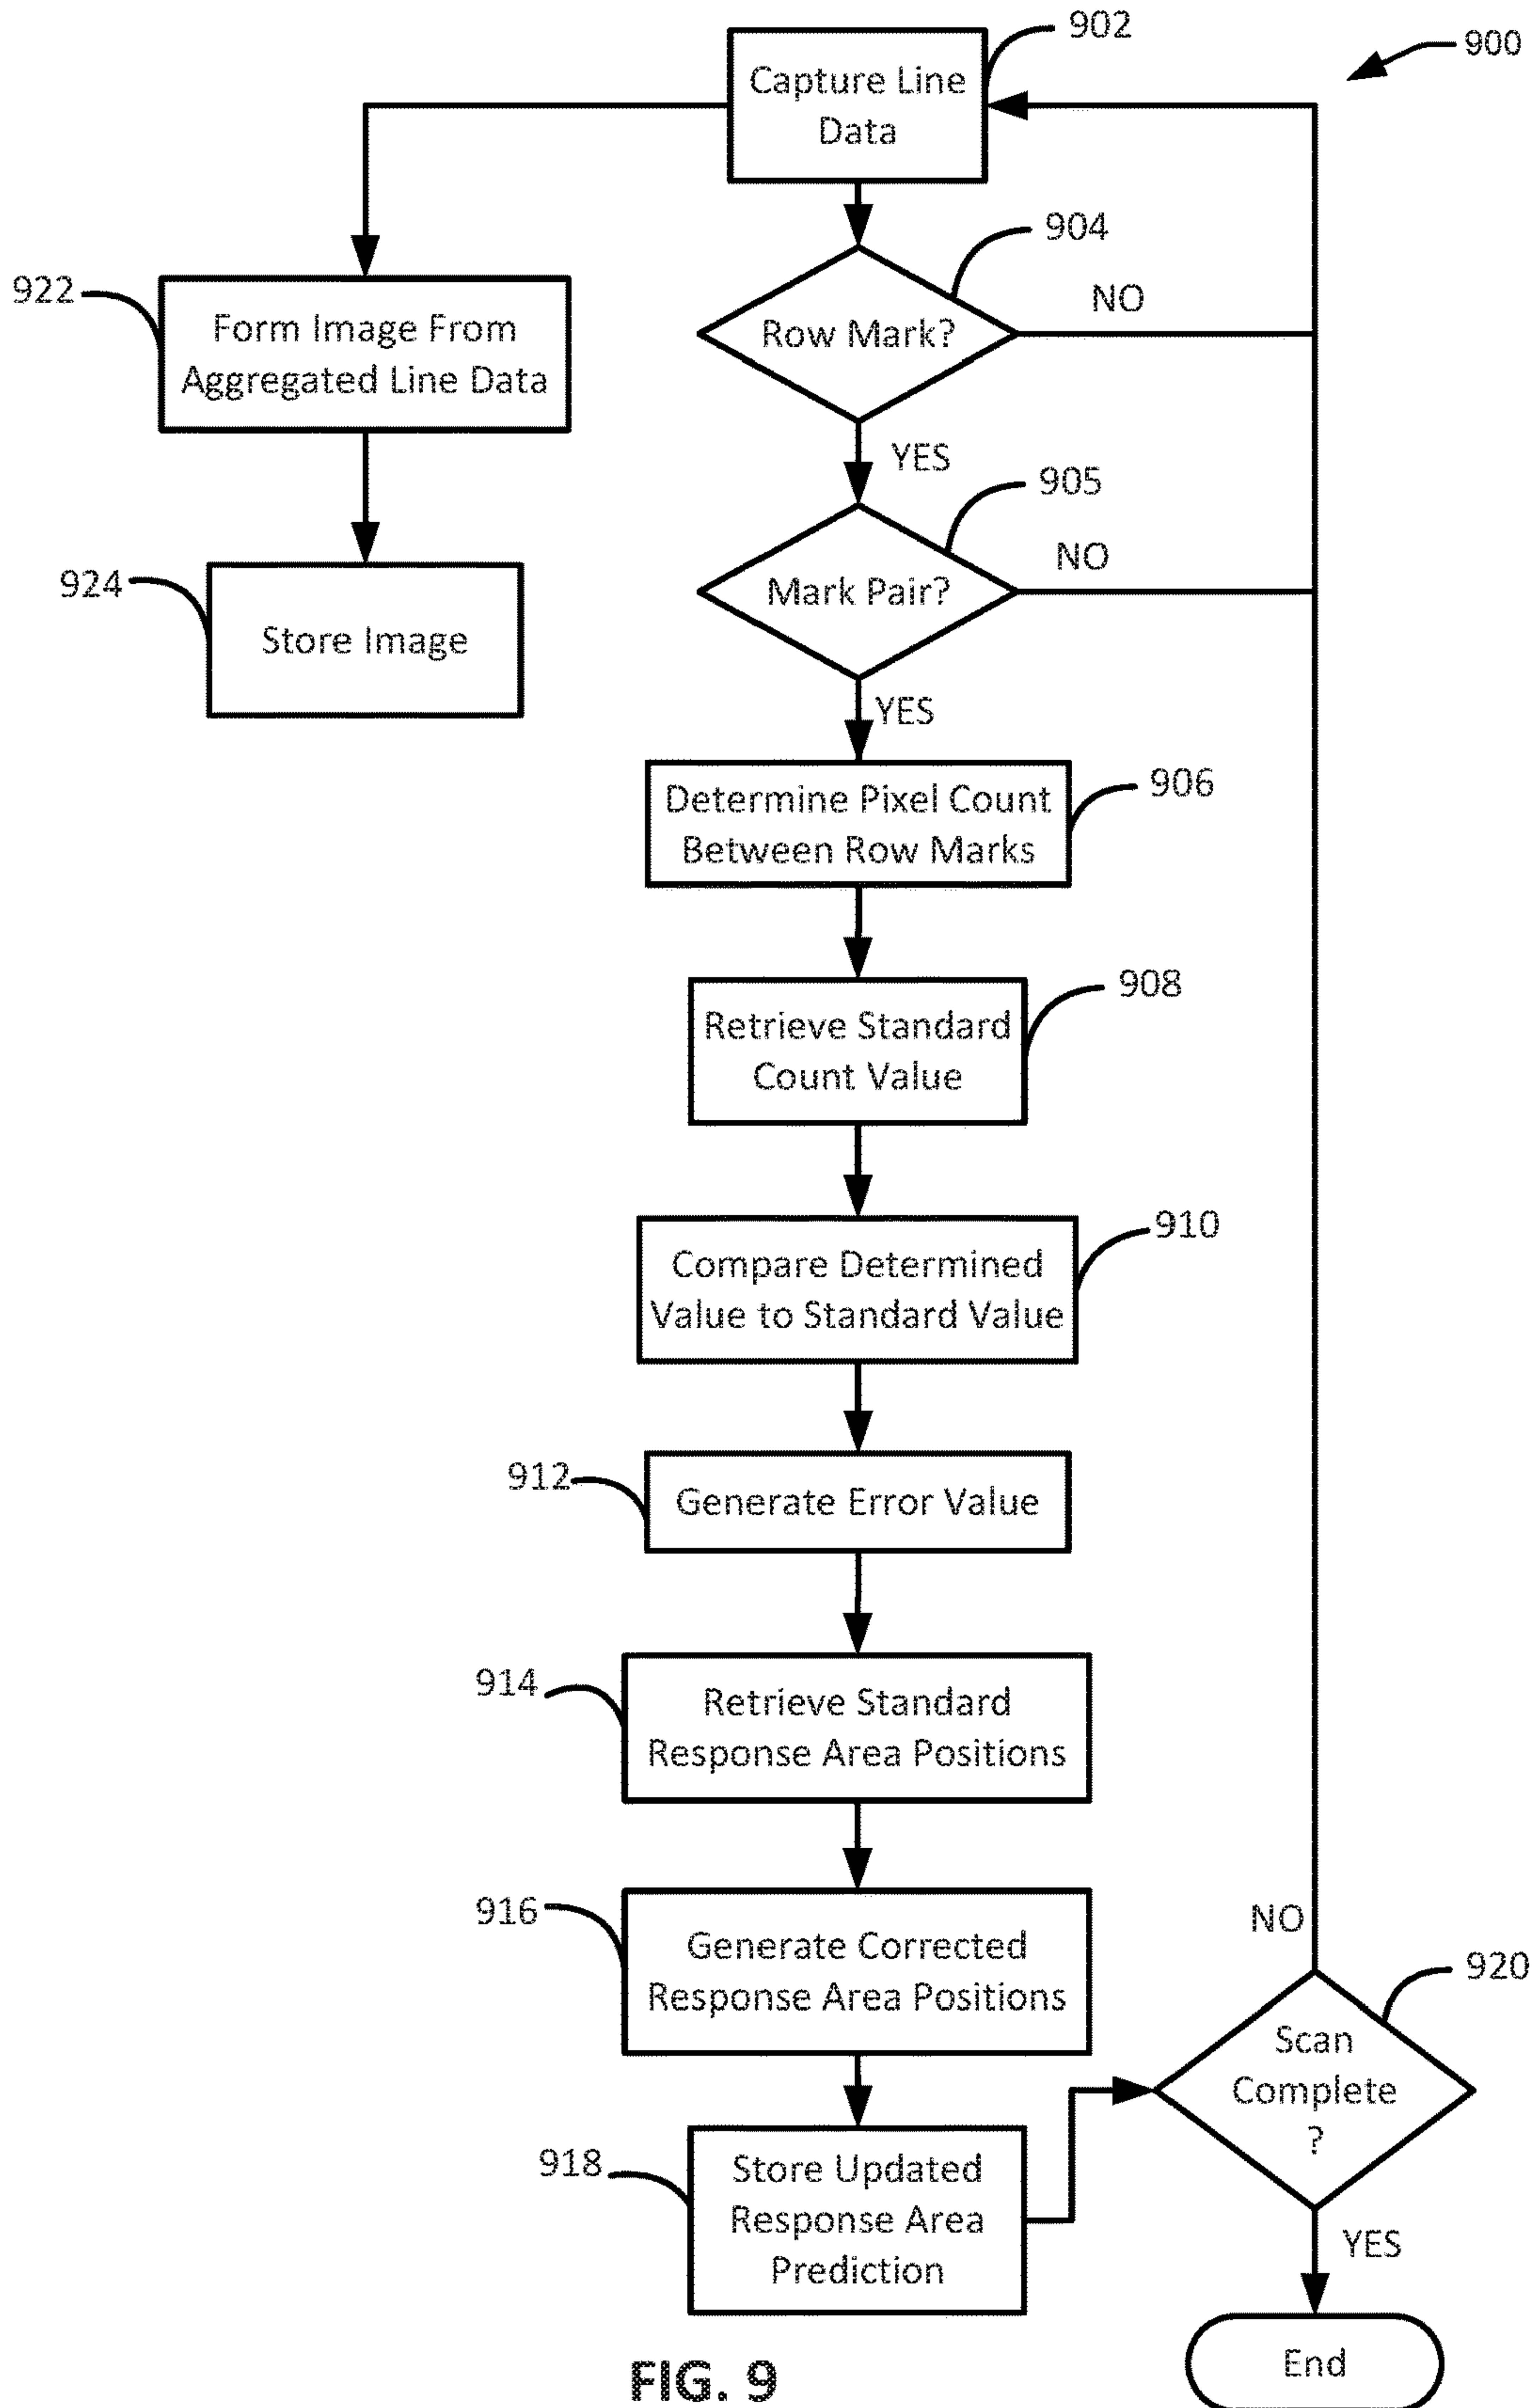 902
900
Capture Line
Data
904
Row Mark?
NO
922
Form Image From
Aggregated Line Data
YES
905
Mark Pair?
NO
924
Store Image
YES
906
Determine Pixel Count
Between Row Marks
908
Retrieve Standard
Count Value
910
Compare Determined
Value to Standard Value
912
Generate Error Value
914
Retrieve Standard
Response Area Positions
916
Generate Corrected
Response Area Positions
NO
920
Scan
Complete
?
918
Store Updated
Response Area
Prediction
YES
End
FIG. 9